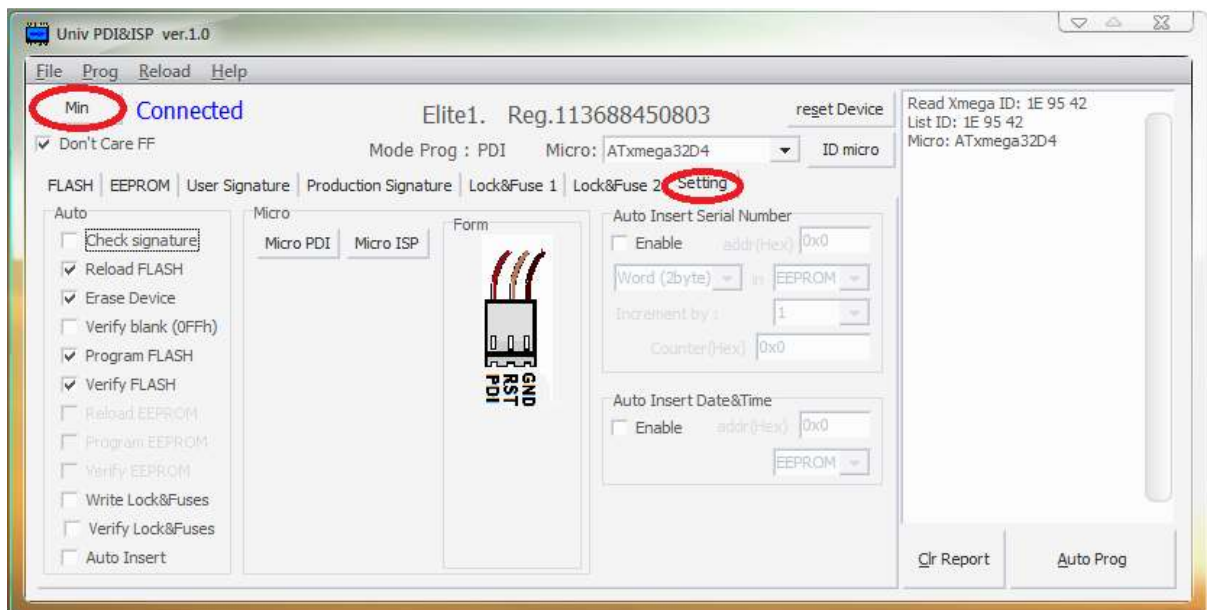 Univ PDI&ISP ver.1.0
File Prog Reload Help
Min Connected Elite1. Reg.113688450803 reset Device
Don't Care FF Mode Prog : PDI Micro: ATxmega32D4 ID micro
FLASH EEPROM User Signature Production Signature Lock&Fuse 1 Lock&Fuse 2 Setting
Auto
Check signature
Reload FLASH
Erase Device
Verify blank (0FFh)
Program FLASH
Verify FLASH
Reload EEPROM
Program EEPROM
Verify EEPROM
Write Lock&Fuses
Verify Lock&Fuses
Auto Insert
Micro
Micro PDI Micro ISP
Form
PDI
RST
GND
Auto Insert Serial Number
Enable addr(Hex) 0x0
Word (2byte) in EEPROM
Increment by : 1
Counter(Hex) 0x0
Auto Insert Date&Time
Enable addr(Hex) 0x0
EEPROM
Read Xmega ID: 1E 95 42
List ID: 1E 95 42
Micro: ATxmega32D4
Clr Report Auto Prog